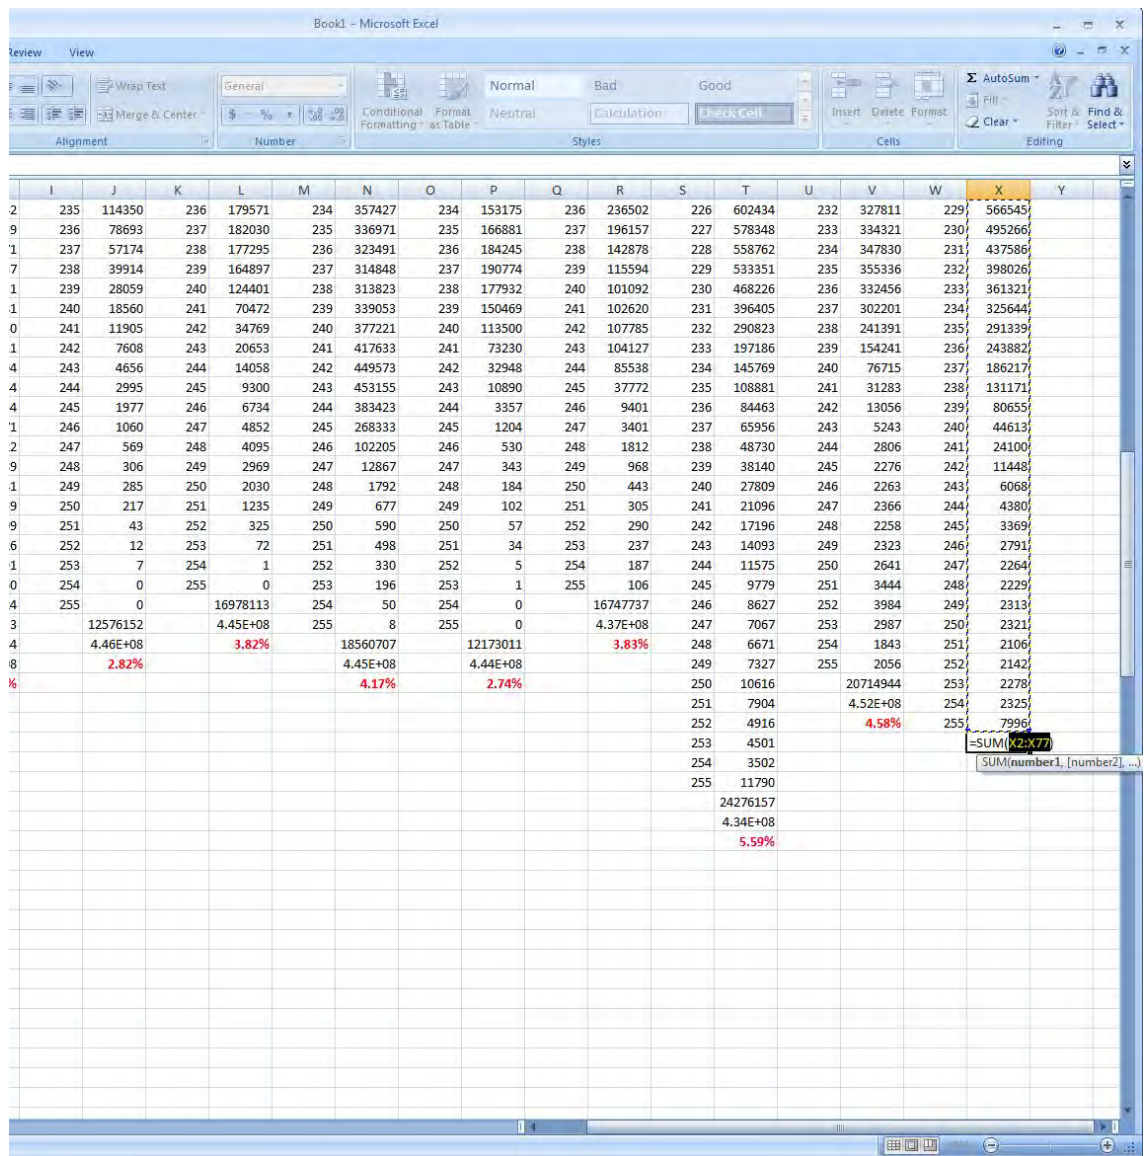 Book1 - Microsoft Excel
Review View
Wrap Text General Normal Bad Good Σ AutoSum
Fill
Merge & Center $ % , Conditional Formatting Format as Table Neutral Calculation Check Cell Insert Delete Format Clear Sort & Filter Find & Select
Alignment Number Styles Cells Editing
I J K L M N O P Q R S T U V W X Y
2 235 114350 236 179571 234 357427 234 153175 236 236502 226 602434 232 327811 229 566545
9 236 78693 237 182030 235 336971 235 166881 237 196157 227 578348 233 334321 230 495266
1 237 57174 238 177295 236 323491 236 184245 238 142878 228 558762 234 347830 231 437586
7 238 39914 239 164897 237 314848 237 190774 239 115594 229 533351 235 355336 232 398026
1 239 28059 240 124401 238 313823 238 177932 240 101092 230 468226 236 332456 233 361321
1 240 18560 241 70472 239 339053 239 150469 241 102620 231 396405 237 302201 234 325644
0 241 11905 242 34769 240 377221 240 113500 242 107785 232 290823 238 241391 235 291339
1 242 7608 243 20653 241 417633 241 73230 243 104127 233 197186 239 154241 236 243882
4 243 4656 244 14058 242 449573 242 32948 244 85538 234 145769 240 76715 237 186217
4 244 2995 245 9300 243 453155 243 10890 245 37772 235 108881 241 31283 238 131171
4 245 1977 246 6734 244 383423 244 3357 246 9401 236 84463 242 13056 239 80655
1 246 1060 247 4852 245 268333 245 1204 247 3401 237 65956 243 5243 240 44613
2 247 569 248 4095 246 102205 246 530 248 1812 238 48730 244 2806 241 24100
9 248 306 249 2969 247 12867 247 343 249 968 239 38140 245 2276 242 11448
1 249 285 250 2030 248 1792 248 184 250 443 240 27809 246 2263 243 6068
9 250 217 251 1235 249 677 249 102 251 305 241 21096 247 2366 244 4380
9 251 43 252 325 250 590 250 57 252 290 242 17196 248 2258 245 3369
6 252 12 253 72 251 498 251 34 253 237 243 14093 249 2323 246 2791
1 253 7 254 1 252 330 252 5 254 187 244 11575 250 2641 247 2264
0 254 0 255 0 253 196 253 1 255 106 245 9779 251 3444 248 2229
4 255 0 16978113 254 50 254 0 16747737 246 8627 252 3984 249 2313
3 12576152 4.45E+08 255 8 255 0 4.37E+08 247 7067 253 2987 250 2321
4 4.46E+08 3.82% 18560707 12173011 3.83% 248 6671 254 1843 251 2106
8 2.82% 4.45E+08 4.44E+08 249 7327 255 2056 252 2142
% 4.17% 2.74% 250 10616 20714944 253 2278
251 7904 4.52E+08 254 2325
252 4916 4.58% 255 7996
253 4501 =SUM(X2:X77)
254 3502 SUM(number1, [number2], ...)
255 11790
24276157
4.34E+08
5.59%